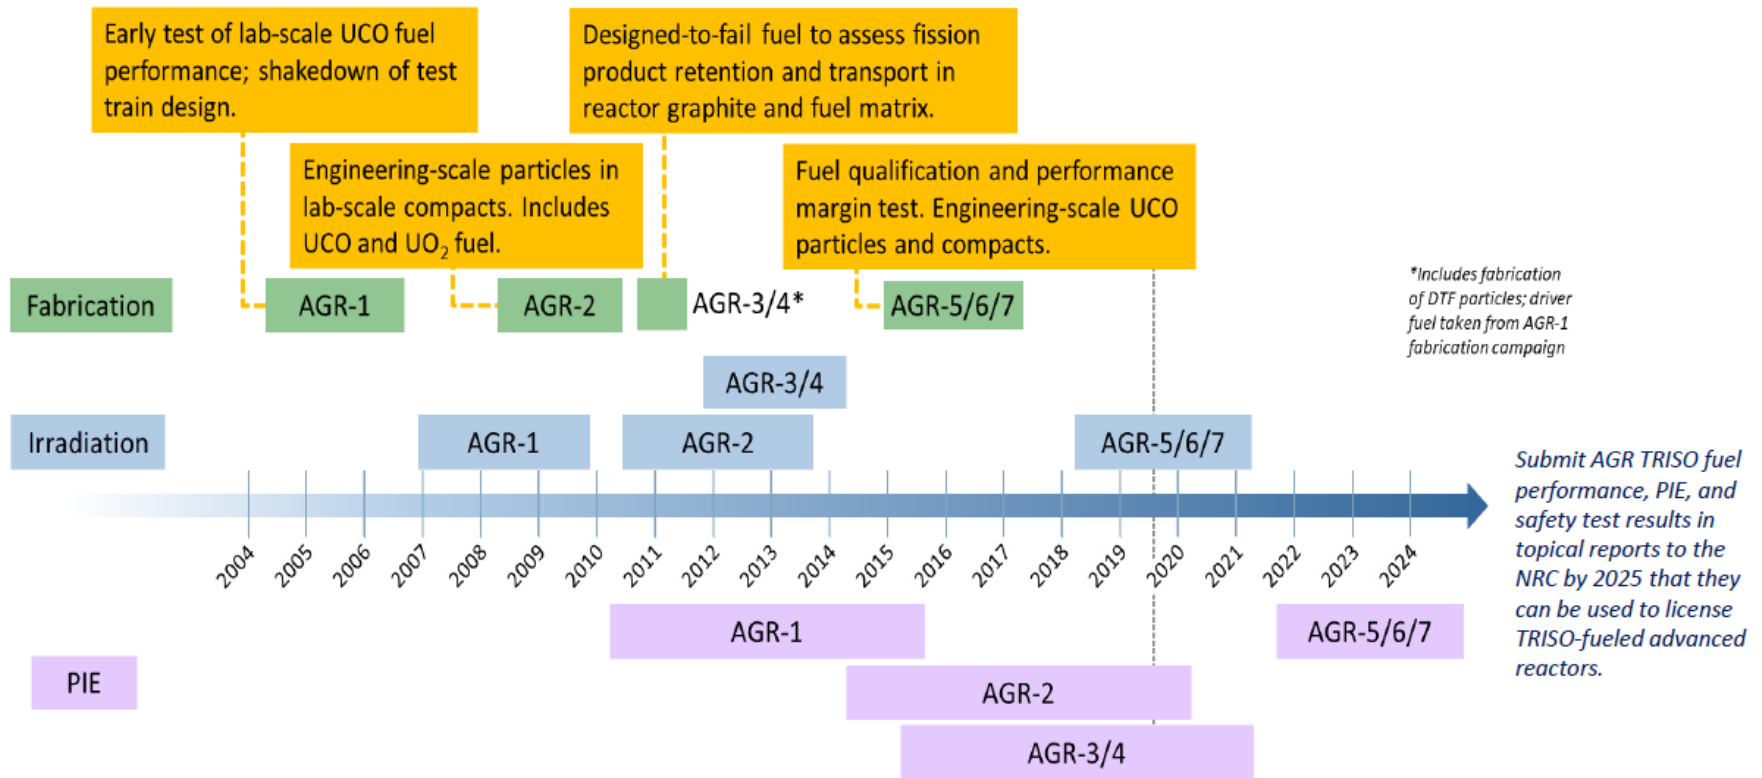 Early test of lab-scale UCO fuel
performance; shakedown of test
train design.
Designed-to-fail fuel to assess fission
product retention and transport in
reactor graphite and fuel matrix.
Engineering-scale particles in
lab-scale compacts. Includes
UCO and UO₂ fuel.
Fuel qualification and performance
margin test. Engineering-scale UCO
particles and compacts.
Fabrication
AGR-1
AGR-2
AGR-3/4*
AGR-5/6/7
*Includes fabrication
of DTF particles; driver
fuel taken from AGR-1
fabrication campaign
AGR-3/4
Irradiation
AGR-1
AGR-2
AGR-5/6/7
2004
2005
2006
2007
2008
2009
2010
2011
2012
2013
2014
2015
2016
2017
2018
2019
2020
2021
2022
2023
2024
Submit AGR TRISO fuel
performance, PIE, and
safety test results in
topical reports to the
NRC by 2025 that they
can be used to license
TRISO-fueled advanced
reactors.
AGR-1
AGR-5/6/7
PIE
AGR-2
AGR-3/4